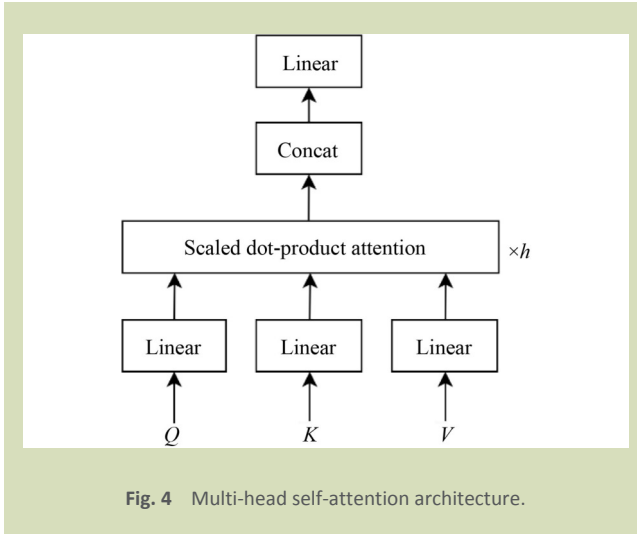 Linear
Concat
Scaled dot-product attention ×h
Linear Linear Linear
Q K V
Fig. 4 Multi-head self-attention architecture.